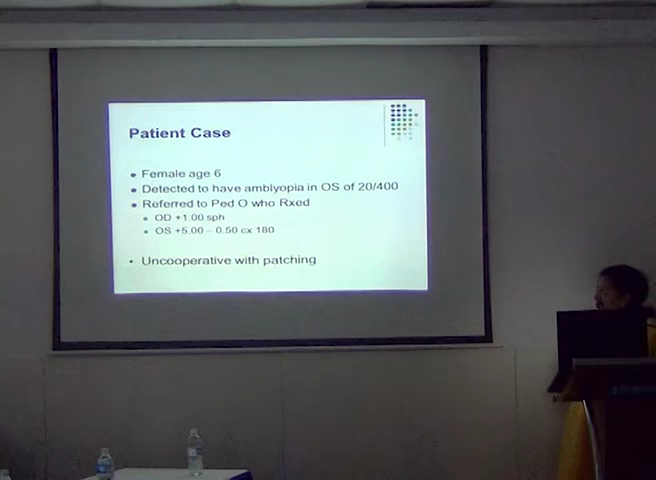 Patient Case
• Female age 6
• Detected to have amblyopia in OS of 20/400
• Referred to Ped O who Rxed
• OD +1.00 sph
• OS +5.00 – 0.50 cx 180
• Uncooperative with patching